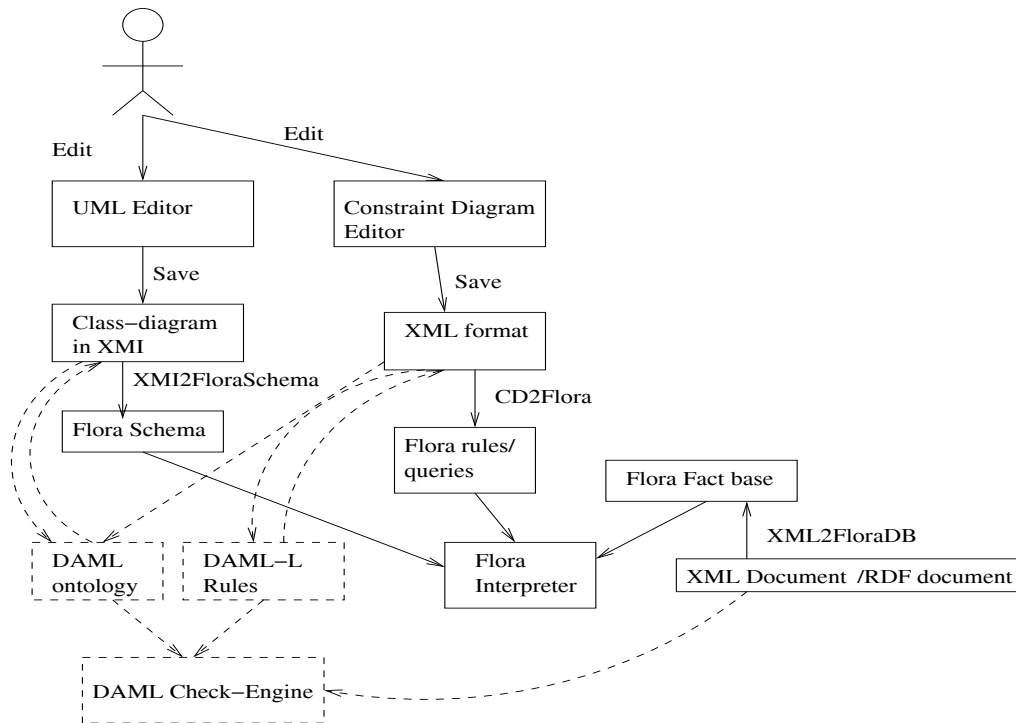 Edit
Edit
UML Editor
Constraint Diagram
Editor
Save
Save
Class−diagram
in XMI
XML format
XMI2FloraSchema
CD2Flora
Flora Schema
Flora rules/
queries
Flora Fact base
XML2FloraDB
DAML
ontology
DAML−L
Rules
Flora
Interpreter
XML Document /RDF document
DAML Check−Engine